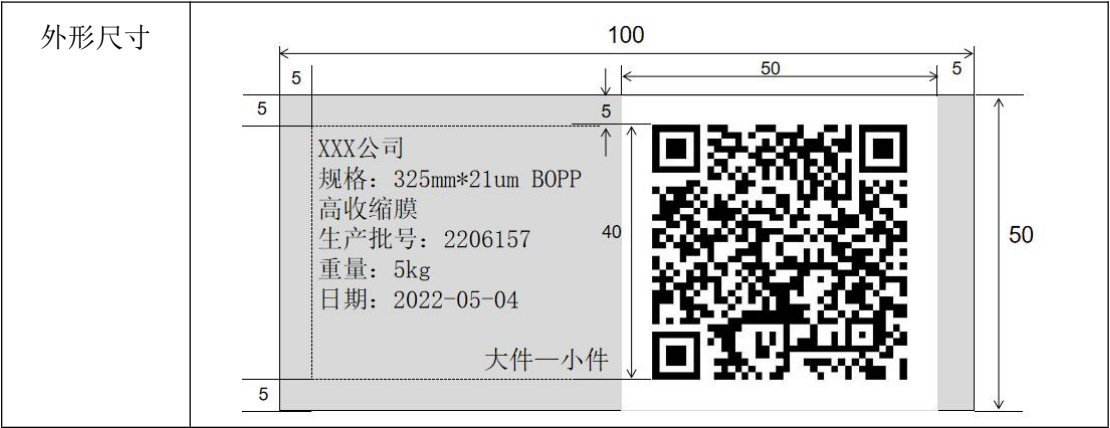 外形尺寸
100
5
50
5
5
5
XXX公司
规格：325mm*21um BOPP
高收缩膜
生产批号：2206157
重量：5kg
日期：2022-05-04
大件—小件
40
50
5